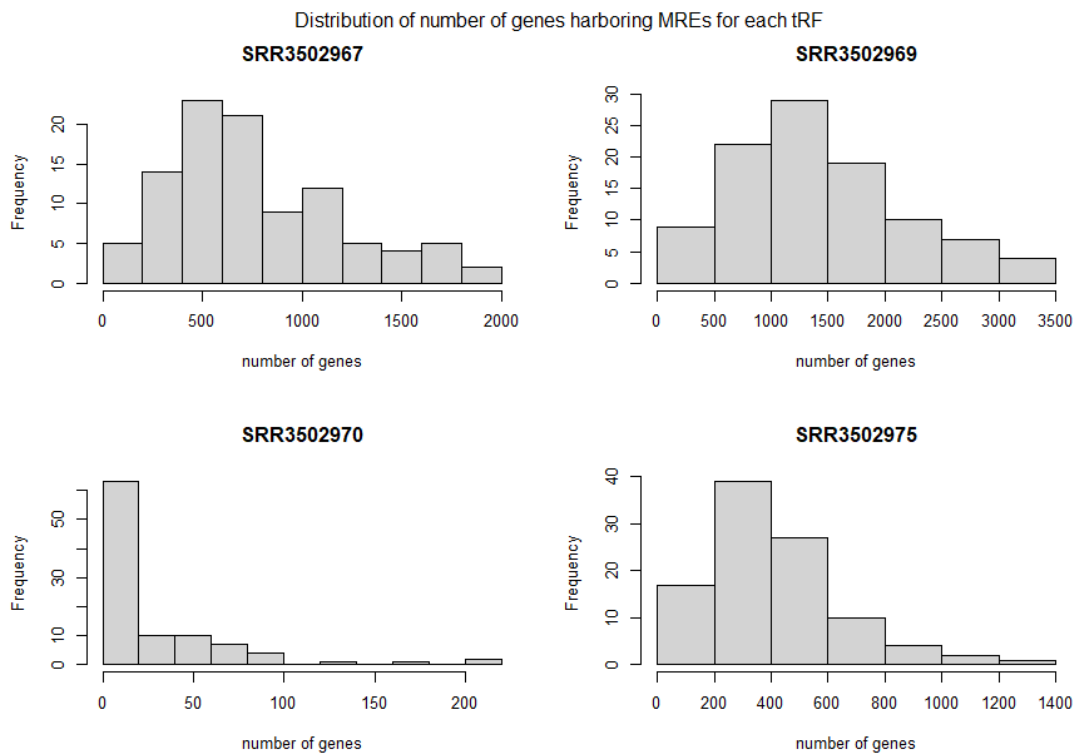 Distribution of number of genes harboring MREs for each tRF
SRR3502967
Frequency
0 5 10 15 20
0 500 1000 1500 2000
number of genes
SRR3502969
Frequency
0 5 10 15 20 25 30
0 500 1000 1500 2000 2500 3000 3500
number of genes
SRR3502970
Frequency
0 10 30 50
0 50 100 150 200
number of genes
SRR3502975
Frequency
0 10 20 30 40
0 200 400 600 800 1000 1200 1400
number of genes